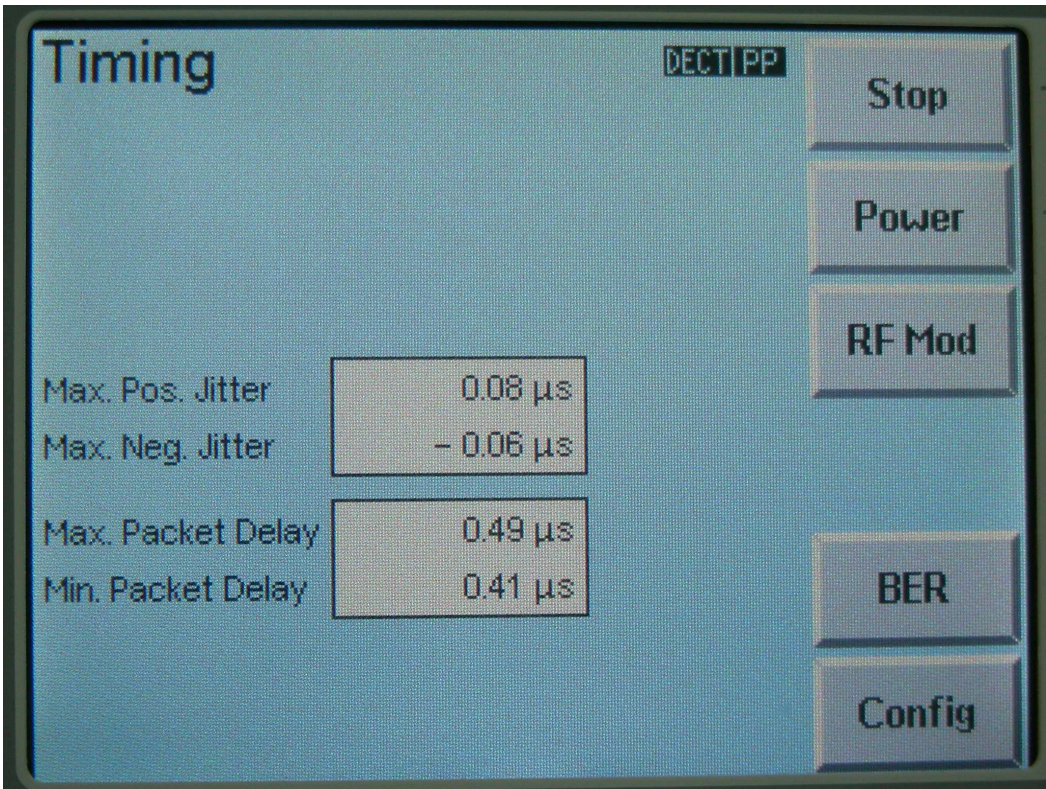 Timing
DECT PP
Stop
Power
RF Mod
Max. Pos. Jitter 0.08 µs
Max. Neg. Jitter – 0.06 µs
Max. Packet Delay 0.49 µs
Min. Packet Delay 0.41 µs
BER
Config